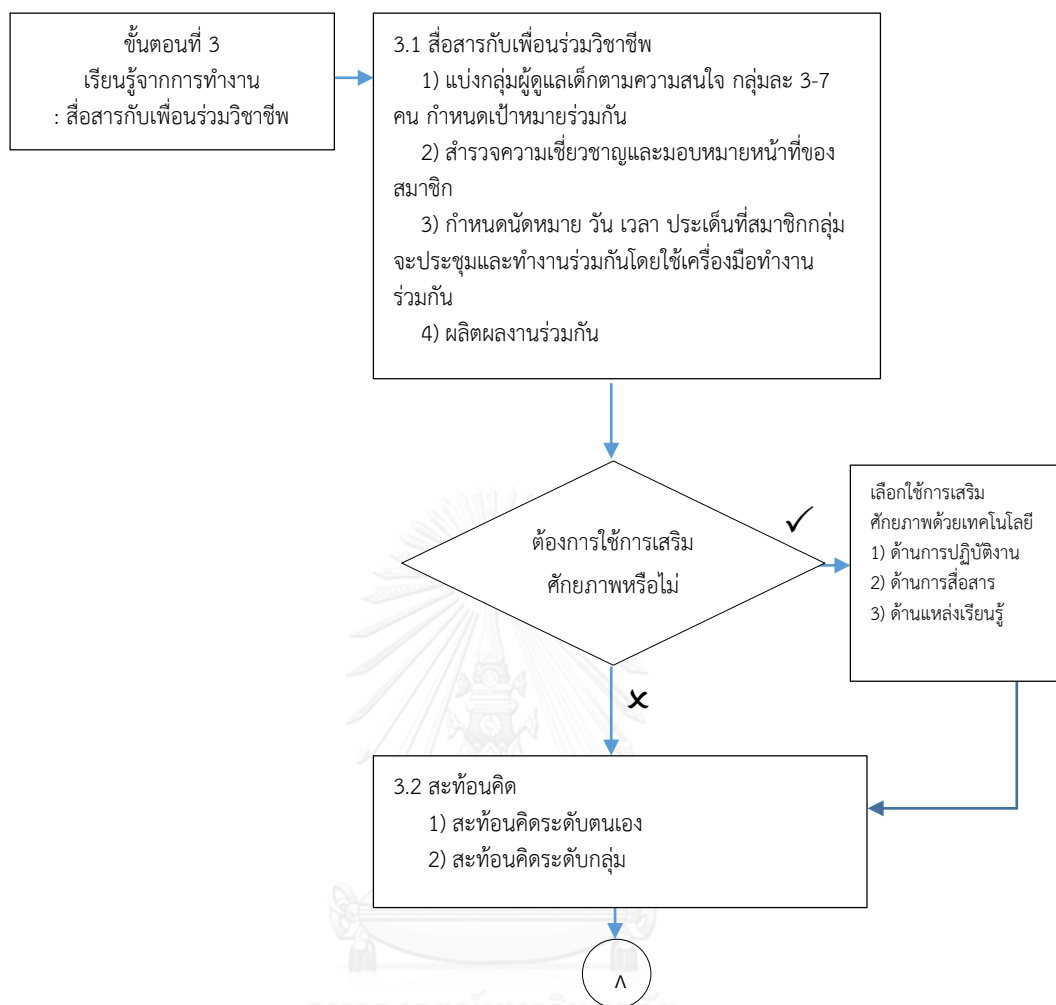 ขั้นตอนที่ 3
เรียนรู้จากการทำงาน
: สื่อสารกับเพื่อนร่วมวิชาชีพ
3.1 สื่อสารกับเพื่อนร่วมวิชาชีพ
1) แบ่งกลุ่มผู้ดูแลเด็กตามความสนใจ กลุ่มละ 3-7
คน กำหนดเป้าหมายร่วมกัน
2) สำรวจความเชี่ยวชาญและมอบหมายหน้าที่ของ
สมาชิก
3) กำหนดนัดหมาย วัน เวลา ประเด็นที่สมาชิกกลุ่ม
จะประชุมและทำงานร่วมกันโดยใช้เครื่องมือทำงาน
ร่วมกัน
4) ผลิตผลงานร่วมกัน
ต้องการใช้การเสริม
ศักยภาพหรือไม่
เลือกใช้การเสริม
ศักยภาพด้วยเทคโนโลยี
1) ด้านการปฏิบัติงาน
2) ด้านการสื่อสาร
3) ด้านแหล่งเรียนรู้
3.2 สะท้อนคิด
1) สะท้อนคิดระดับตนเอง
2) สะท้อนคิดระดับกลุ่ม